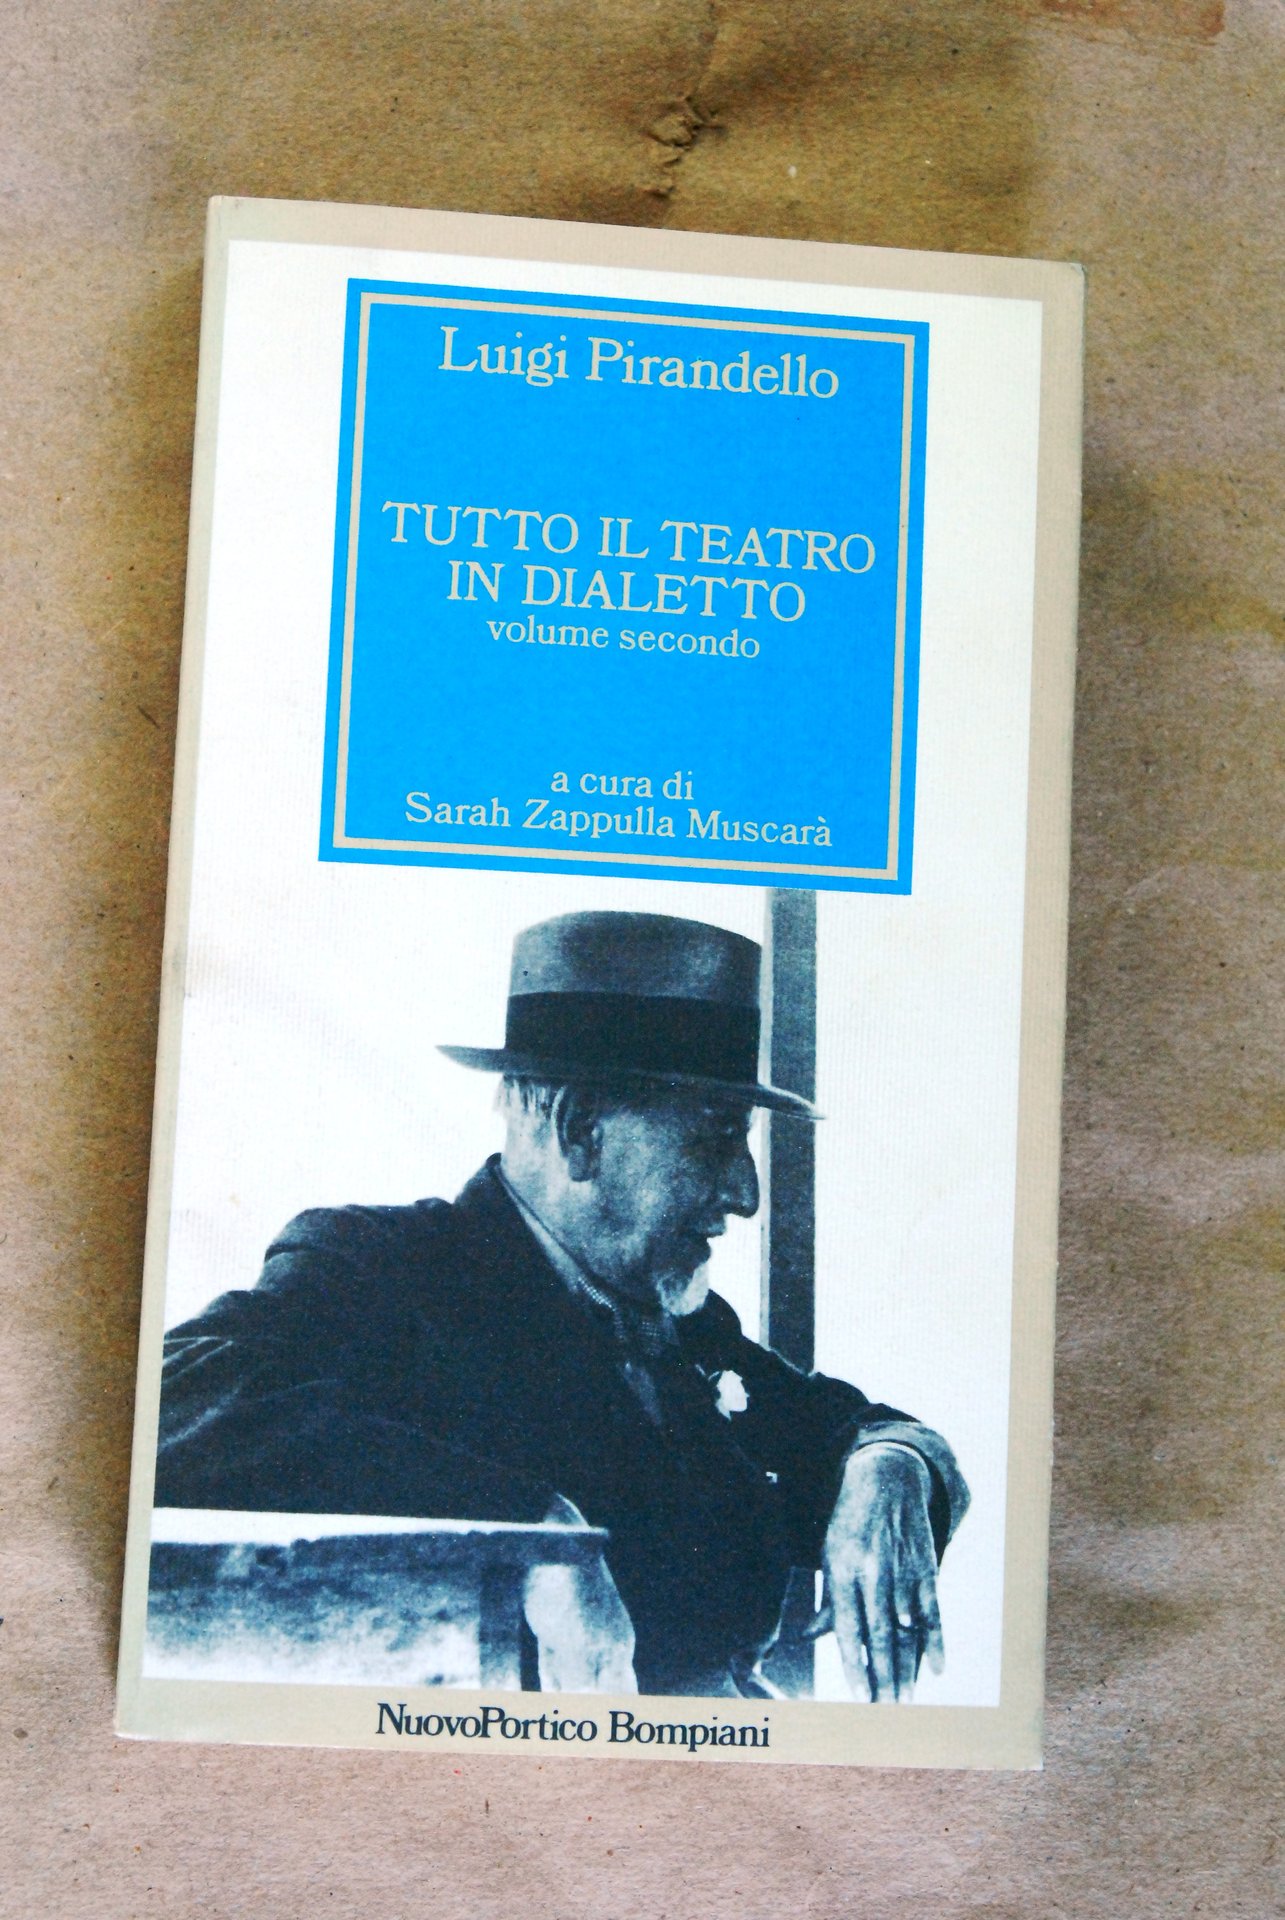 Luigi Pirandello
TUTTO IL TEATRO
IN DIALETTO
volume secondo
a cura di
Sarah Zappulla Muscarà
NuovoPortico Bompiani